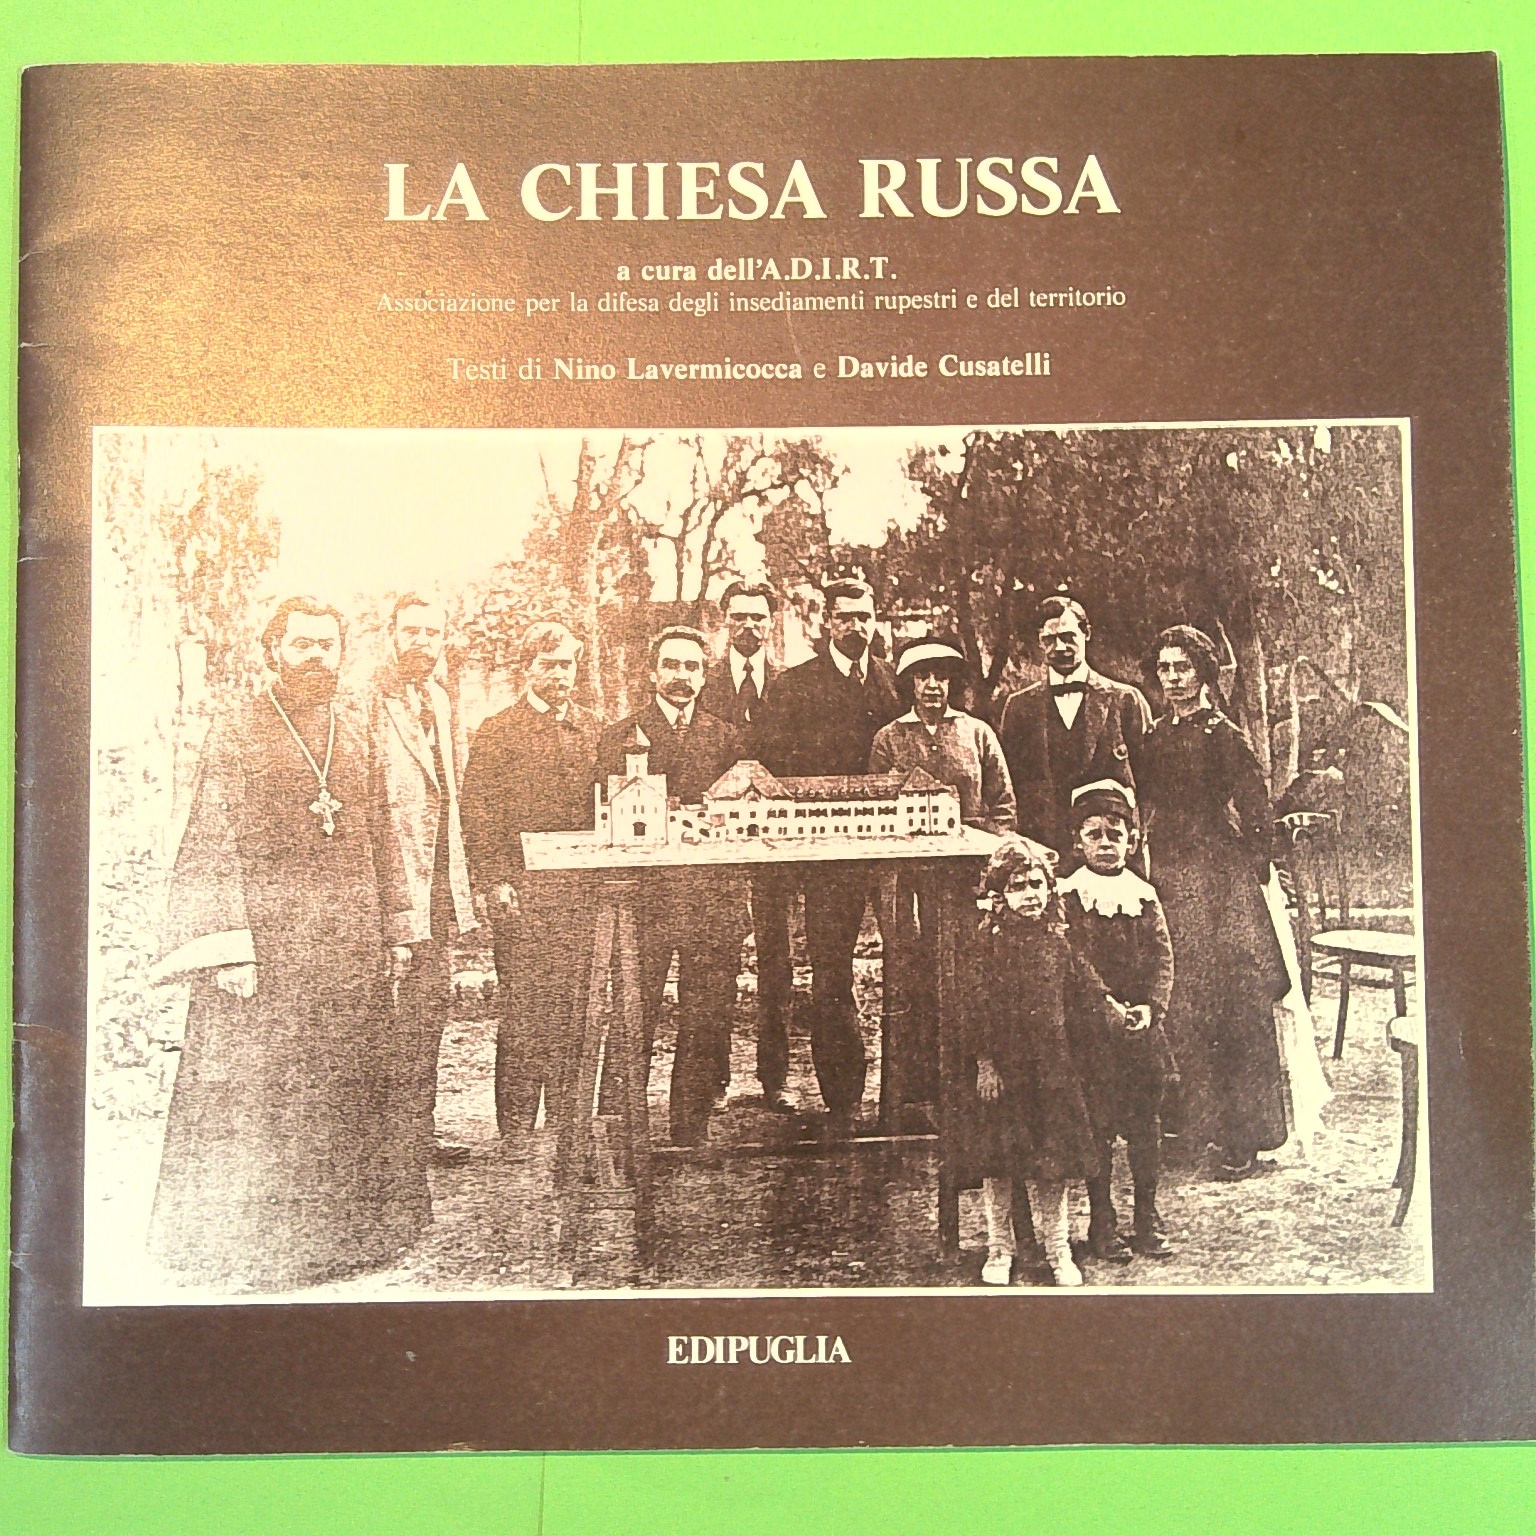 LA CHIESA RUSSA
a cura dell'A.D.I.R.T.
Associazione per la difesa degli insediamenti rupestri e del territorio
Testi di Nino Lavermicocca e Davide Cusatelli
EDIPUGLIA